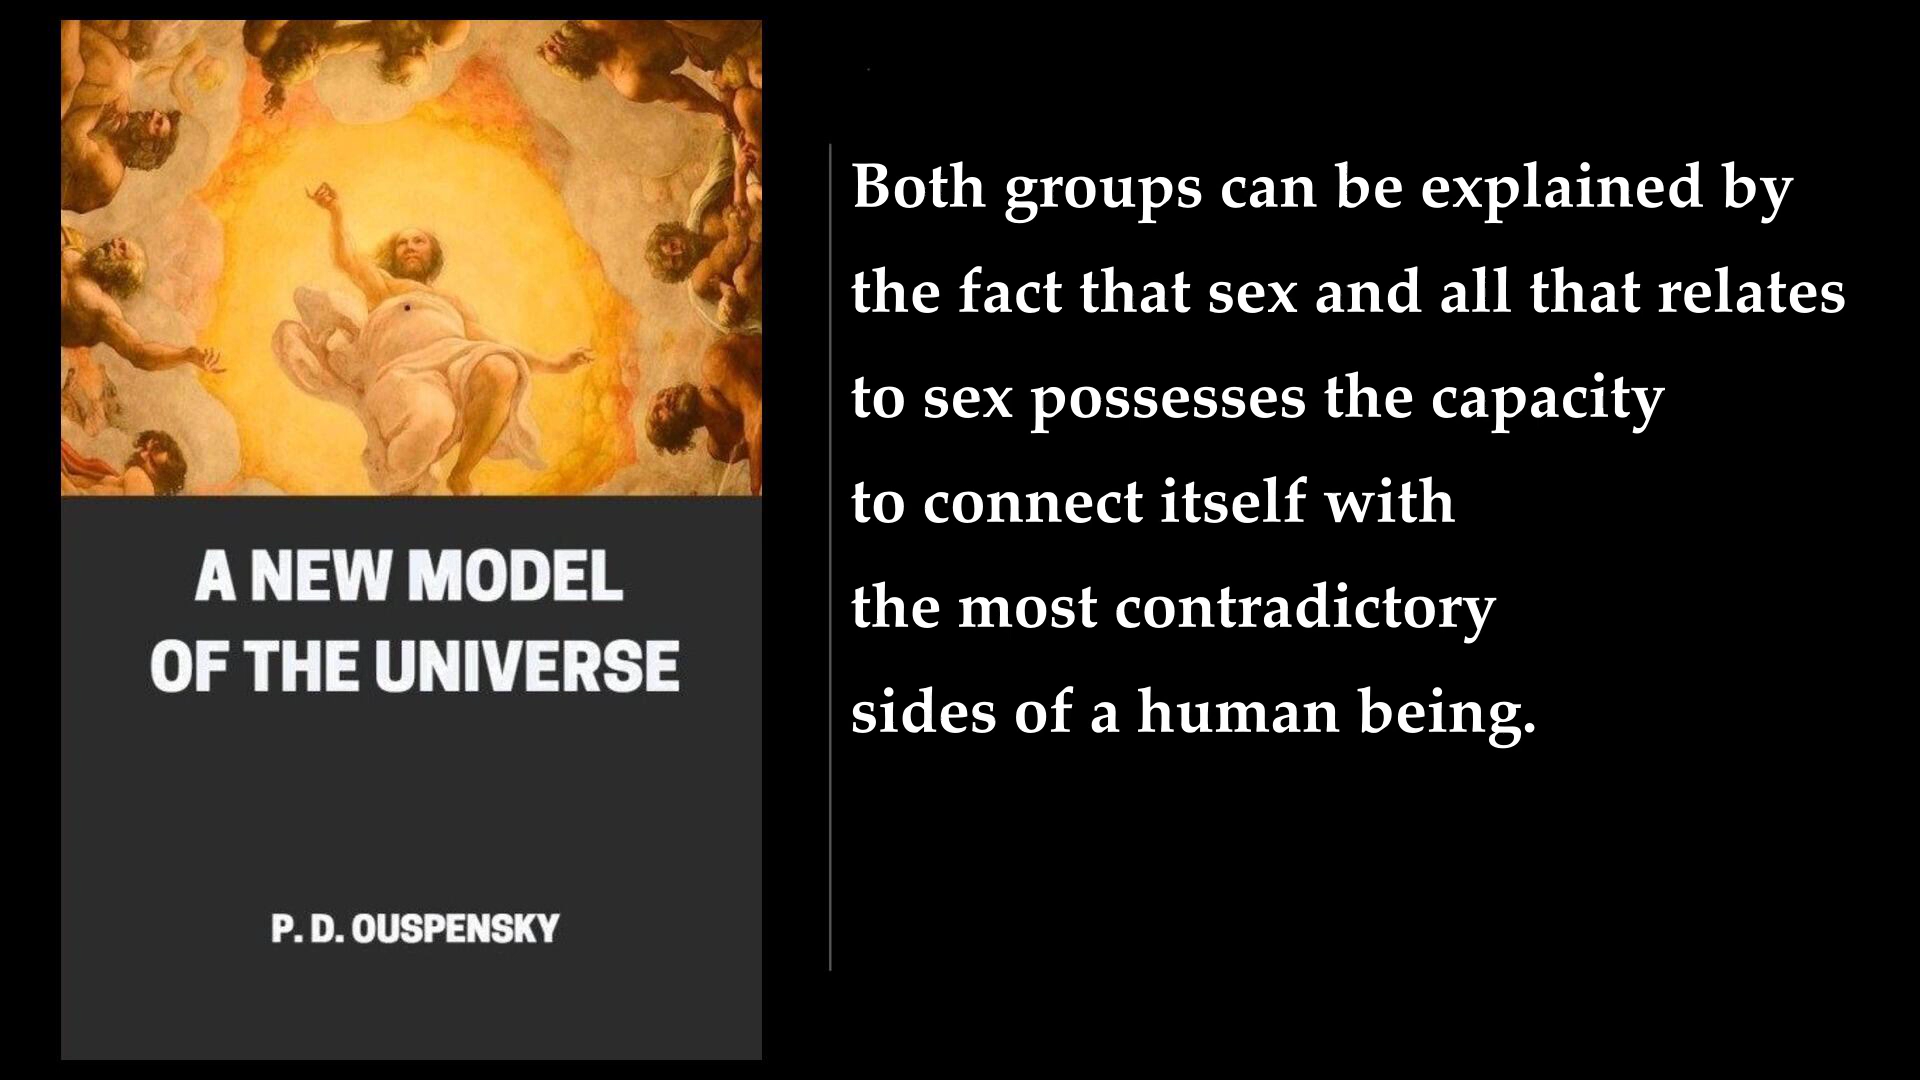 A NEW MODEL
OF THE UNIVERSE
P. D. OUSPENSKY
Both groups can be explained by
the fact that sex and all that relates
to sex possesses the capacity
to connect itself with
the most contradictory
sides of a human being.